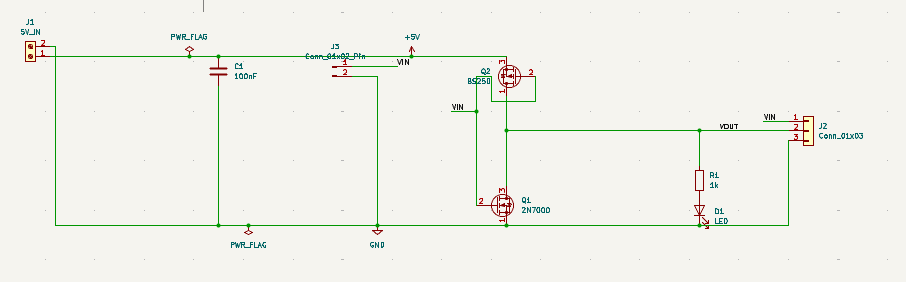 J1
5V_IN
2
1
PWR_FLAG
C1
100nF
J3
Conn_01x02_Pin
1
2
VIN
+5V
Q2
BS250
3
2
1
VIN
2
3
1
Q1
2N7000
PWR_FLAG
GND
VOUT
R1
1k
D1
LED
VIN
1
2
3
J2
Conn_01x03